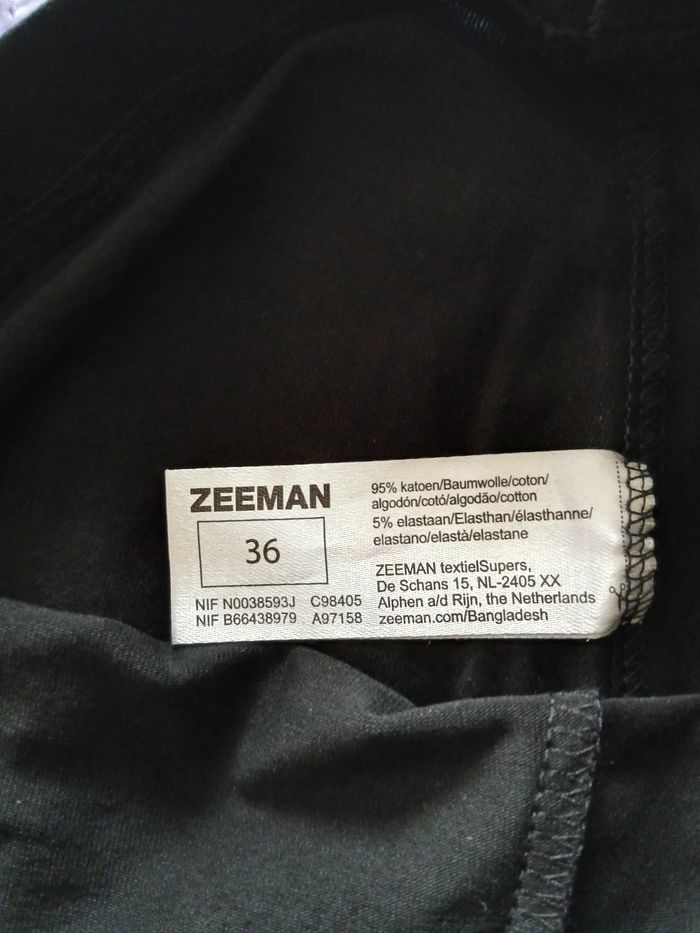 ZEEMAN
36
NIF N0038593J C98405
NIF B66438979 A97158
95% katoen/Baumwolle/coton/
algodón/cotó/algodão/cotton
5% elastaan/Elasthan/élasthanne/
elastano/elastà/elastane
ZEEMAN textielSupers,
De Schans 15, NL-2405 XX
Alphen a/d Rijn, the Netherlands
zeeman.com/Bangladesh